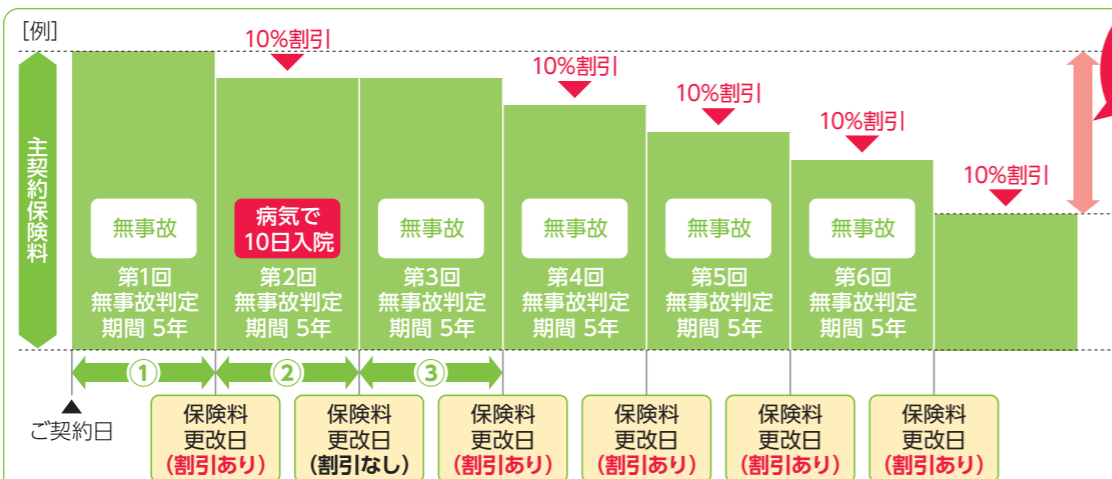 [例]
10%割引
10%割引
10%割引
10%割引
10%割引
主契約保険料
無事故
病気で
10日入院
無事故
無事故
無事故
無事故
第1回
無事故判定
期間 5年
第2回
無事故判定
期間 5年
第3回
無事故判定
期間 5年
第4回
無事故判定
期間 5年
第5回
無事故判定
期間 5年
第6回
無事故判定
期間 5年
①
②
③
ご契約日
保険料
更改日
(割引あり)
保険料
更改日
(割引なし)
保険料
更改日
(割引あり)
保険料
更改日
(割引あり)
保険料
更改日
(割引あり)
保険料
更改日
(割引あり)